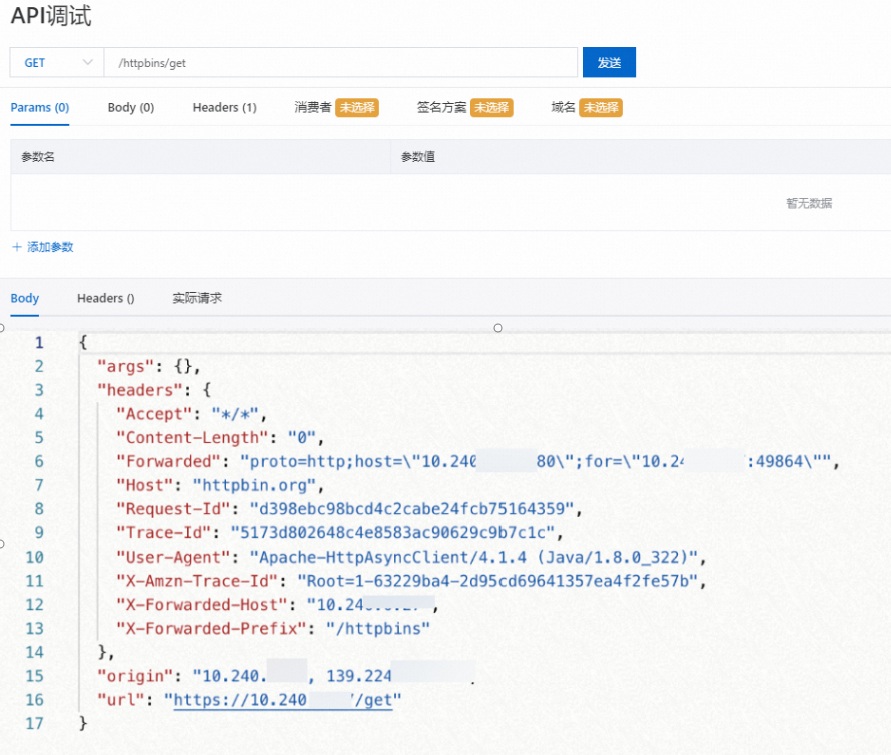 API调试
GET /httpbins/get 发送
Params (0) Body (0) Headers (1) 消费者 未选择 签名方案 未选择 域名 未选择
参数名 参数值
暂无数据
+ 添加参数
Body Headers () 实际请求
1 {
2 "args": {},
3 "headers": {
4 "Accept": "*/*",
5 "Content-Length": "0",
6 "Forwarded": "proto=http;host=\"10.240 80\";for=\"10.24 :49864\"",
7 "Host": "httpbin.org",
8 "Request-Id": "d398ebc98bcd4c2cabe24fcb75164359",
9 "Trace-Id": "5173d802648c4e8583ac90629c9b7c1c",
10 "User-Agent": "Apache-HttpAsyncClient/4.1.4 (Java/1.8.0_322)",
11 "X-Amzn-Trace-Id": "Root=1-63229ba4-2d95cd69641357ea4f2fe57b",
12 "X-Forwarded-Host": "10.24 ,
13 "X-Forwarded-Prefix": "/httpbins"
14 },
15 "origin": "10.240. , 139.224 ,
16 "url": "https://10.240 /get"
17 }